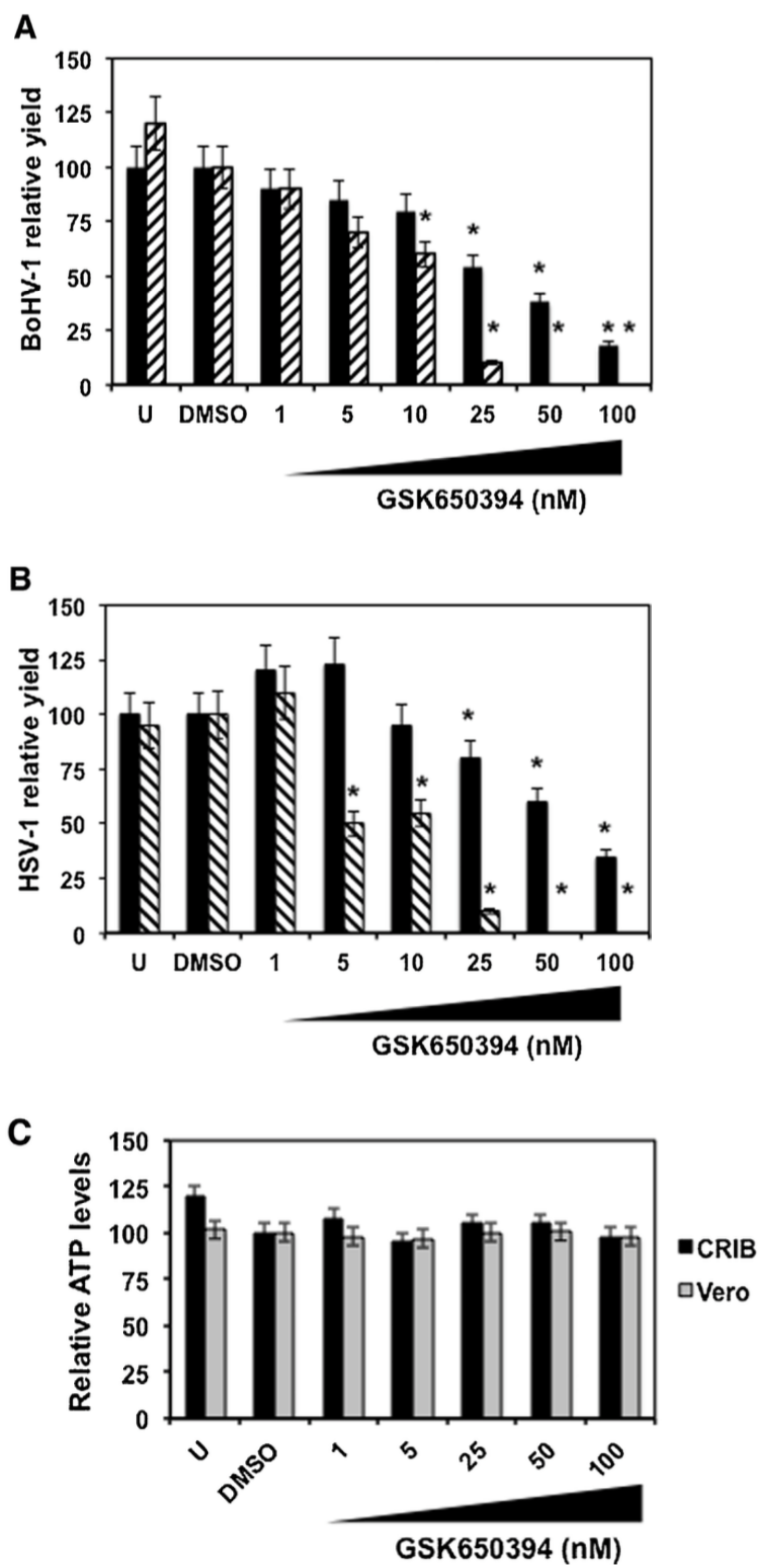 A
BoHV-1 relative yield
150
125
100
75
50
25
0
* * * * * * *
U DMSO 1 5 10 25 50 100
GSK650394 (nM)
B
HSV-1 relative yield
150
125
100
75
50
25
0
* * * * * * * *
U DMSO 1 5 10 25 50 100
GSK650394 (nM)
C
Relative ATP levels
150
125
100
75
50
25
0
CRIB
Vero
U DMSO 1 5 25 50 100
GSK650394 (nM)